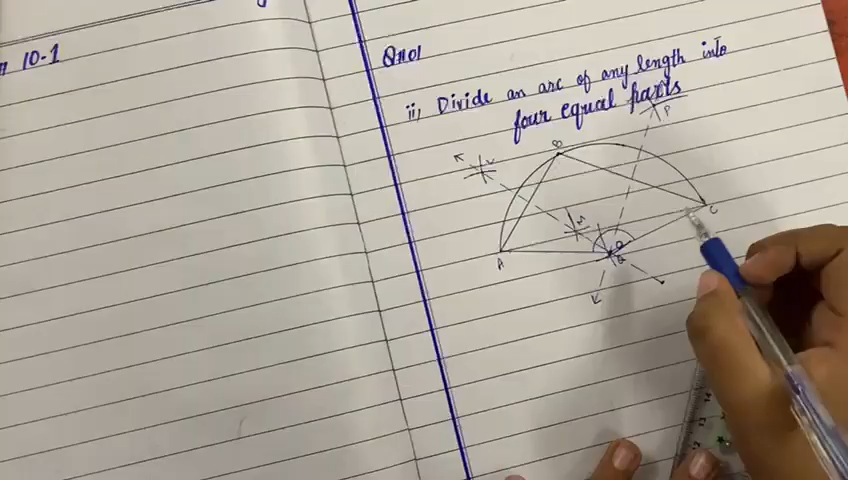 10-1
Q#01
ii, Divide an arc of any length into
four equal parts
P
B
L
M
C
O
A
Q